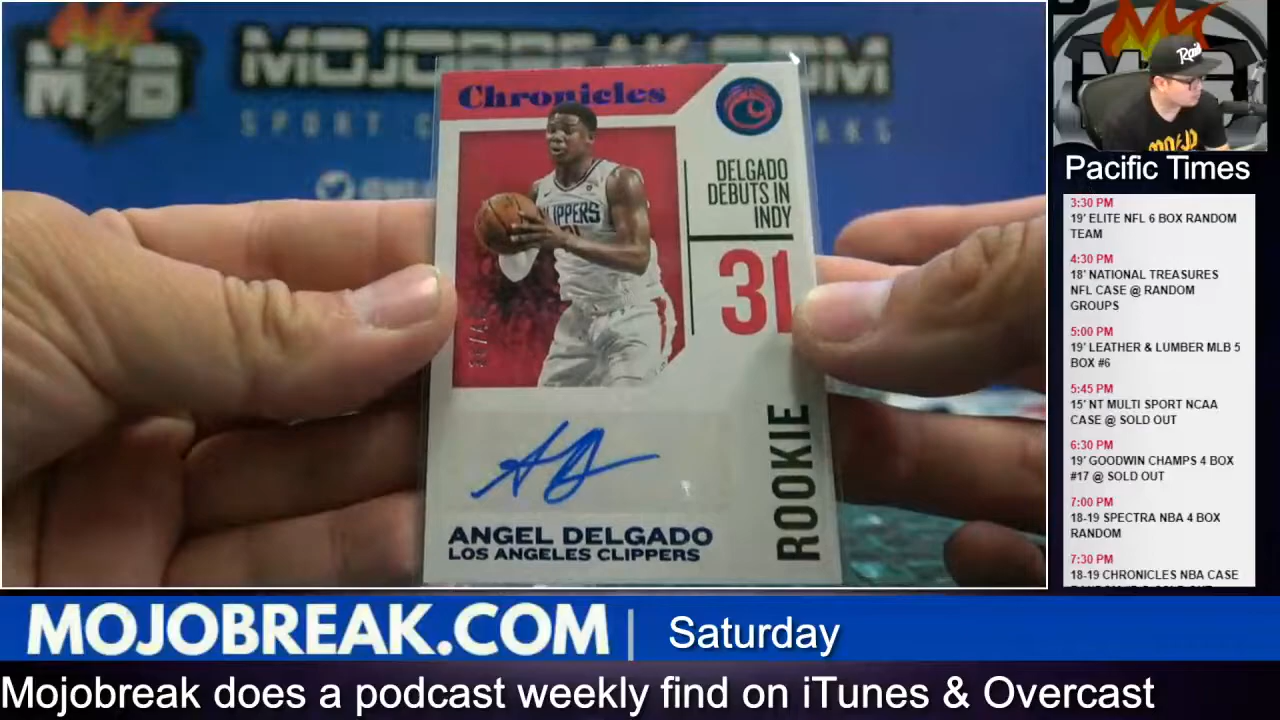 MOJOBREAK.COM
Chronicles
DELGADO
DEBUTS IN
INDY
31
CLIPPERS
ROOKIE
ANGEL DELGADO
LOS ANGELES CLIPPERS
Pacific Times
3:30 PM
19' ELITE NFL 6 BOX RANDOM
TEAM
4:30 PM
18' NATIONAL TREASURES
NFL CASE @ RANDOM
GROUPS
5:00 PM
19' LEATHER & LUMBER MLB 5
BOX #6
5:45 PM
15' NT MULTI SPORT NCAA
CASE @ SOLD OUT
6:30 PM
19' GOODWIN CHAMPS 4 BOX
#17 @ SOLD OUT
7:00 PM
18-19 SPECTRA NBA 4 BOX
RANDOM
7:30 PM
18-19 CHRONICLES NBA CASE
MOJOBREAK.COM | Saturday
Mojobreak does a podcast weekly find on iTunes & Overcast